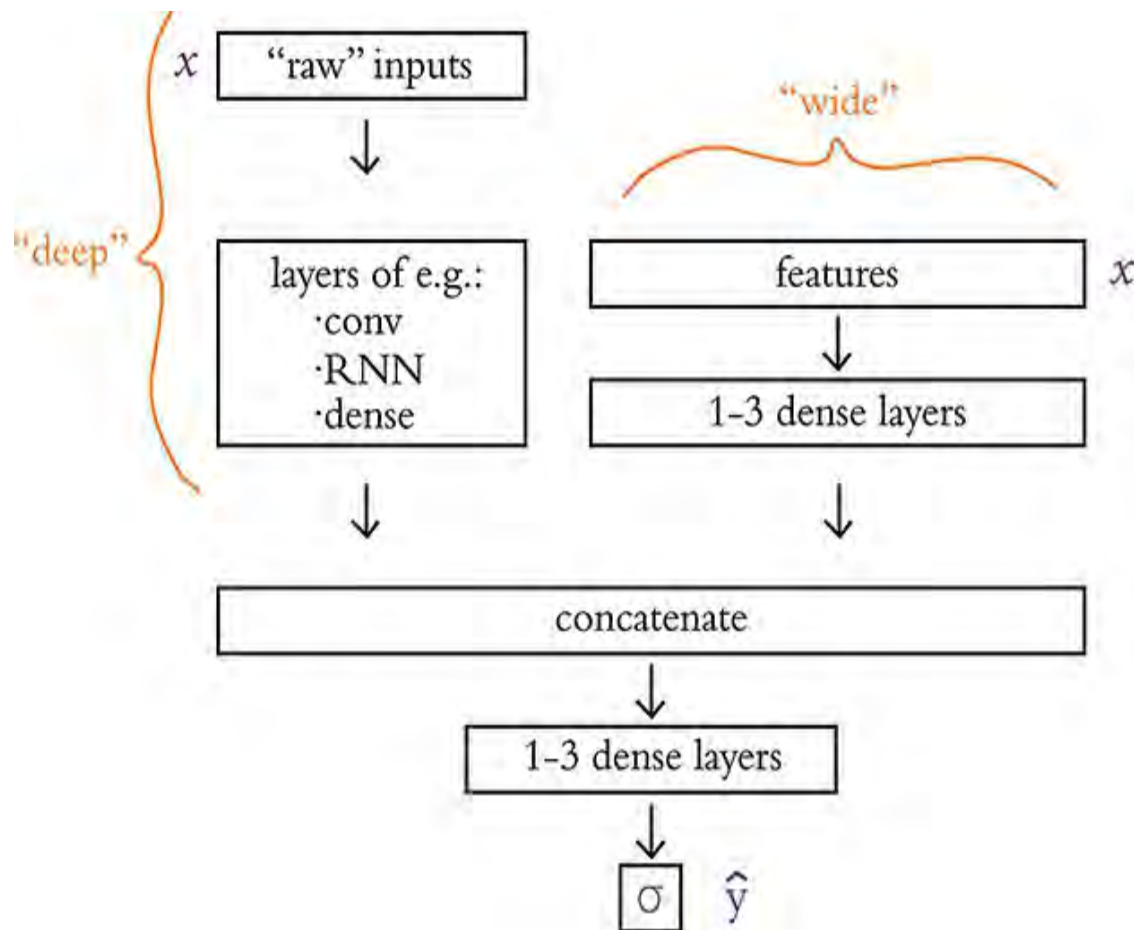 x
“raw” inputs
“wide”
“deep”
layers of e.g.:
·conv
·RNN
·dense
features
x
1-3 dense layers
concatenate
1-3 dense layers
σ
ŷ